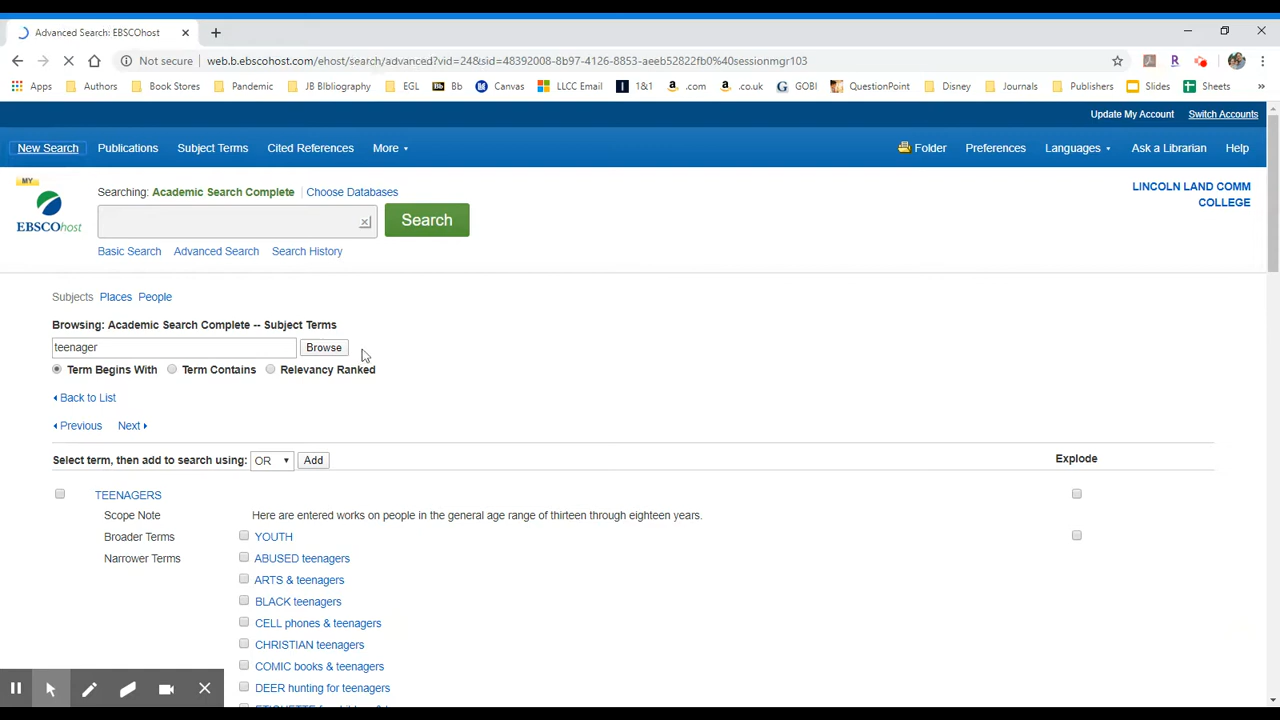 Advanced Search: EBSCOhost
Not secure web.b.ebscohost.com/ehost/search/advanced?vid=24&sid=48392008-8b97-4126-8853-aeeb52822fb0%40sessionmgr103
Apps Authors Book Stores Pandemic JB BIbliography EGL Bb Bb Canvas LLCC Email 1&1 .com .co.uk GOBI QuestionPoint Disney Journals Publishers Slides Sheets »
Update My Account Switch Accounts
New Search Publications Subject Terms Cited References More Folder Preferences Languages Ask a Librarian Help
MY
EBSCOhost
Searching: Academic Search Complete Choose Databases
LINCOLN LAND COMM
COLLEGE
Search
Basic Search Advanced Search Search History
Subjects Places People
Browsing: Academic Search Complete -- Subject Terms
teenager Browse
Term Begins With Term Contains Relevancy Ranked
Back to List
Previous Next
Select term, then add to search using: OR Add Explode
TEENAGERS
Scope Note Here are entered works on people in the general age range of thirteen through eighteen years.
Broader Terms YOUTH
Narrower Terms ABUSED teenagers
ARTS & teenagers
BLACK teenagers
CELL phones & teenagers
CHRISTIAN teenagers
COMIC books & teenagers
DEER hunting for teenagers